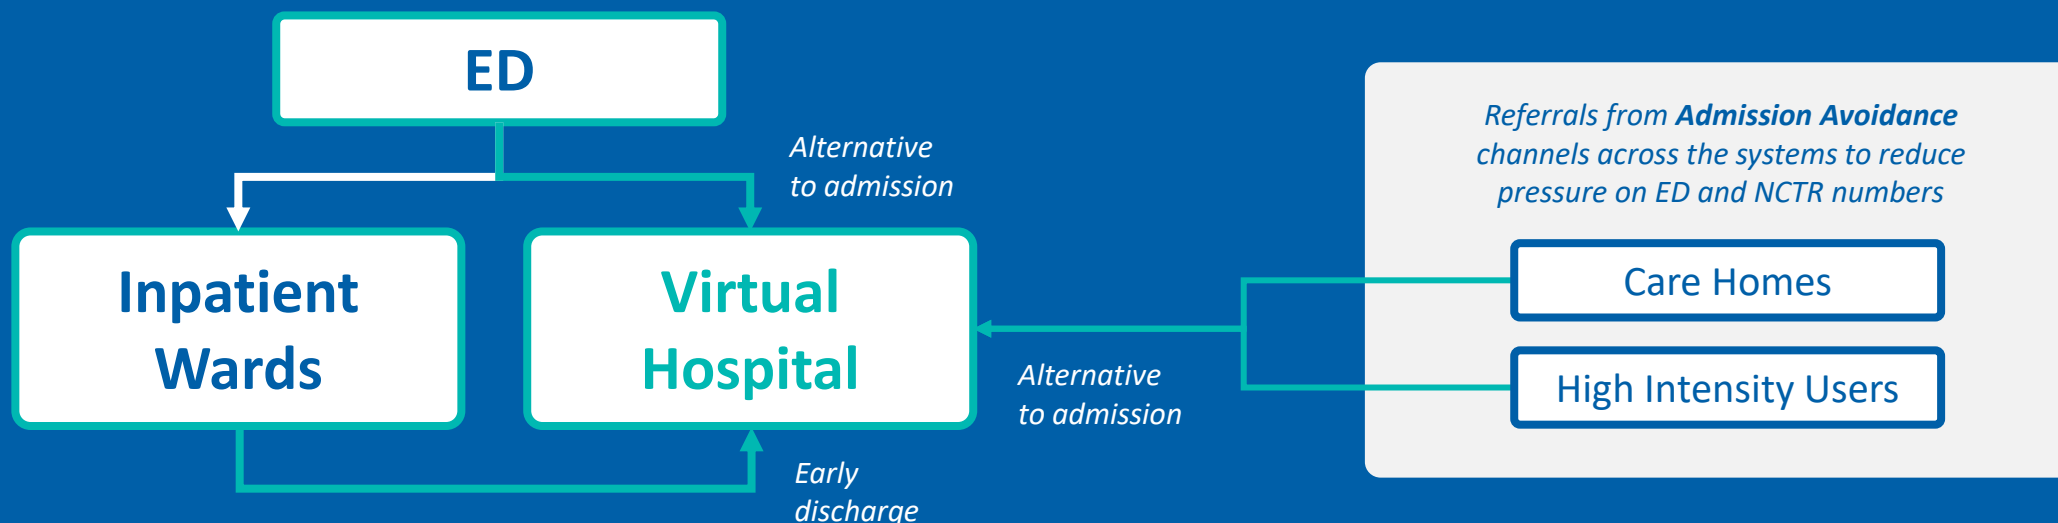 ED
Alternative
to admission
Inpatient
Wards
Virtual
Hospital
Early
discharge
Alternative
to admission
Referrals from Admission Avoidance
channels across the systems to reduce
pressure on ED and NCTR numbers
Care Homes
High Intensity Users